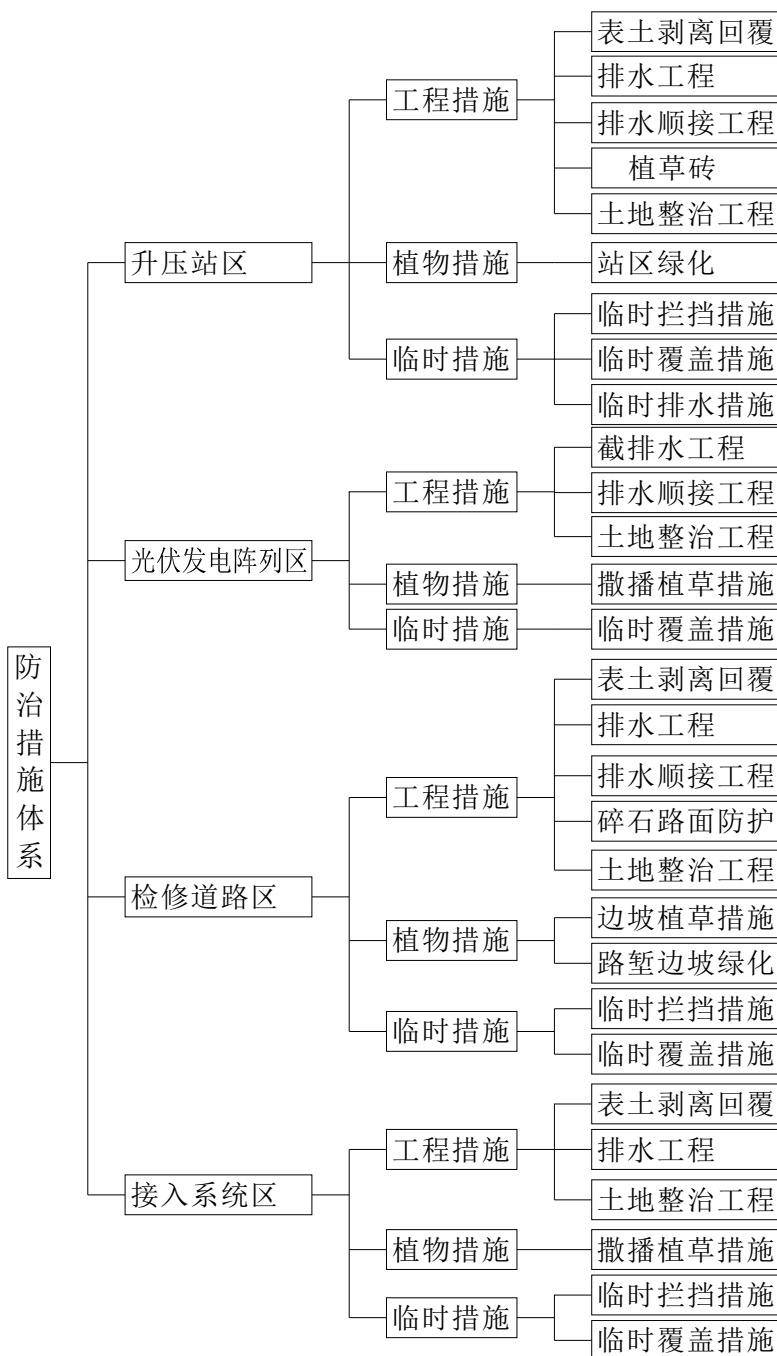 防治措施体系
升压站区
工程措施
表土剥离回覆
排水工程
排水顺接工程
植草砖
土地整治工程
植物措施
站区绿化
临时措施
临时拦挡措施
临时覆盖措施
临时排水措施
光伏发电阵列区
工程措施
截排水工程
排水顺接工程
土地整治工程
植物措施
撒播植草措施
临时措施
临时覆盖措施
检修道路区
工程措施
表土剥离回覆
排水工程
排水顺接工程
碎石路面防护
土地整治工程
植物措施
边坡植草措施
路堑边坡绿化
临时措施
临时拦挡措施
临时覆盖措施
接入系统区
工程措施
表土剥离回覆
排水工程
土地整治工程
植物措施
撒播植草措施
临时措施
临时拦挡措施
临时覆盖措施